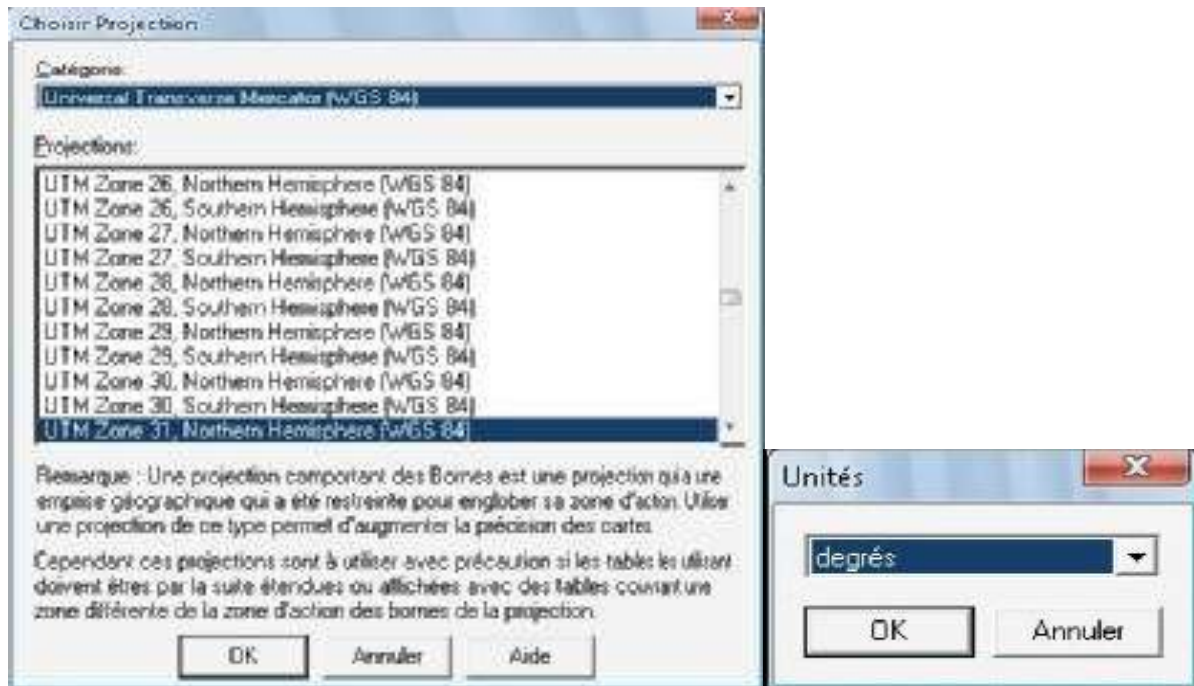 Choisir Projection
Catégorie:
Universal Transverse Mercator (WGS 84)
Projections:
UTM Zone 26, Northern Hemisphere (WGS 84)
UTM Zone 26, Southern Hemisphere (WGS 84)
UTM Zone 27, Northern Hemisphere (WGS 84)
UTM Zone 27, Southern Hemisphere (WGS 84)
UTM Zone 28, Northern Hemisphere (WGS 84)
UTM Zone 28, Southern Hemisphere (WGS 84)
UTM Zone 29, Northern Hemisphere (WGS 84)
UTM Zone 29, Southern Hemisphere (WGS 84)
UTM Zone 30, Northern Hemisphere (WGS 84)
UTM Zone 30, Southern Hemisphere (WGS 84)
UTM Zone 31, Northern Hemisphere (WGS 84)
Remarque : Une projection comportant des Bornes est une projection qui a une
emprise géographique qui a été restreinte pour englober sa zone d'action. Utiliser
une projection de ce type permet d'augmenter la précision des cartes.
Cependant ces projections sont à utiliser avec précaution si les tables les utilisant
doivent êtres par la suite étendues ou affichées avec des tables couvrant une
zone différente de la zone d'action des bornes de la projection.
OK Annuler Aide
Unités
degrés
OK Annuler